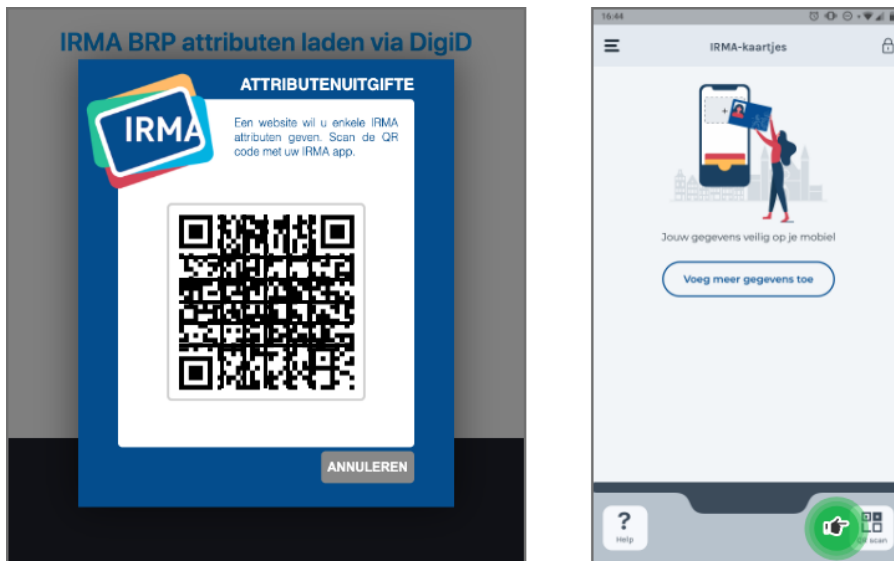 IRMA BRP attributen laden via DigiD
ATTRIBUTENUITGIFTE
IRMA
Een website wil u enkele IRMA
attributen geven. Scan de QR
code met uw IRMA app.
ANNULEREN
16:44
IRMA-kaartjes
Jouw gegevens veilig op je mobiel
Voeg meer gegevens toe
?
Help
scan